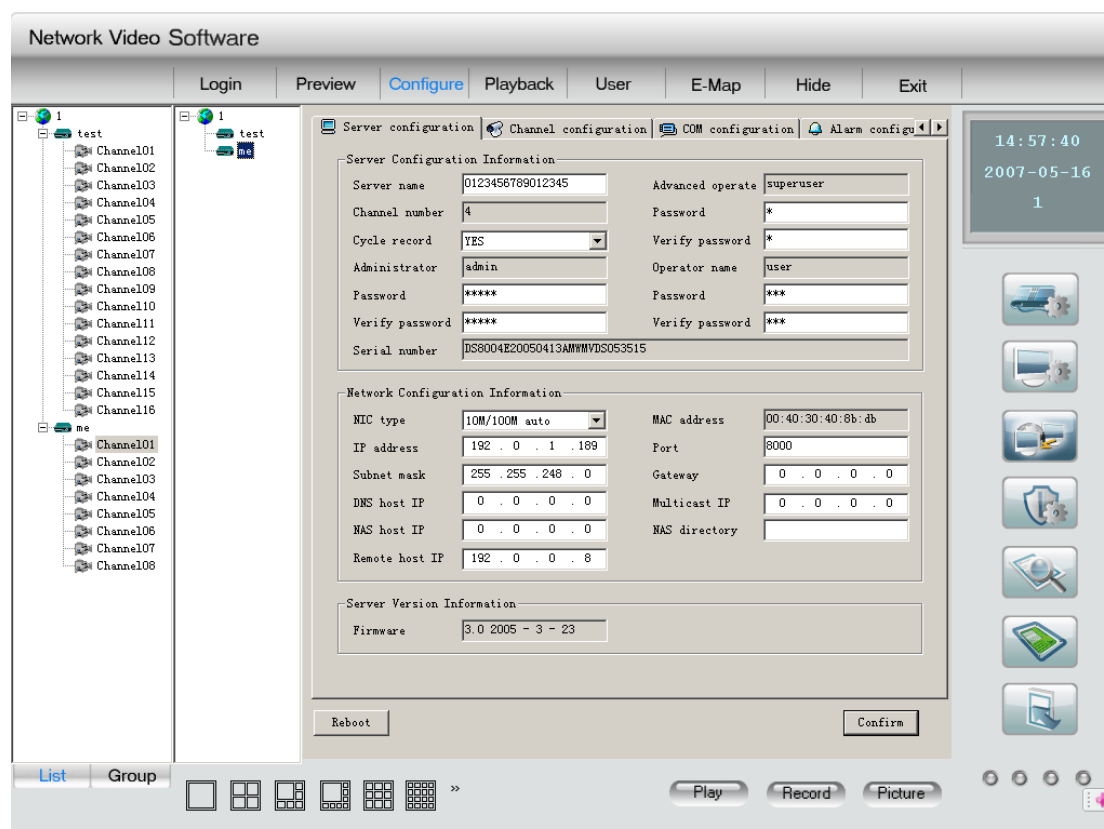 Network Video Software
Login Preview Configure Playback User E-Map Hide Exit
1
test
Channel01
Channel02
Channel03
Channel04
Channel05
Channel06
Channel07
Channel08
Channel09
Channel10
Channel11
Channel12
Channel13
Channel14
Channel15
Channel16
me
Channel01
Channel02
Channel03
Channel04
Channel05
Channel06
Channel07
Channel08
1
test
me
Server configuration Channel configuration COM configuration Alarm configu
Server Configuration Information
Server name 0123456789012345 Advanced operate superuser
Channel number 4 Password *
Cycle record YES Verify password *
Administrator admin Operator name user
Password ***** Password ***
Verify password ***** Verify password ***
Serial number DS8004E20050413AMWMVDS053515
Network Configuration Information
NIC type 10M/100M auto MAC address 00:40:30:40:8b:db
IP address 192 . 0 . 1 .189 Port 8000
Subnet mask 255 .255 .248 . 0 Gateway 0 . 0 . 0 . 0
DNS host IP 0 . 0 . 0 . 0 Multicast IP 0 . 0 . 0 . 0
NAS host IP 0 . 0 . 0 . 0 NAS directory
Remote host IP 192 . 0 . 0 . 8
Server Version Information
Firmware 3.0 2005 - 3 - 23
Reboot Confirm
14:57:40
2007-05-16
1
List Group
»
Play Record Picture